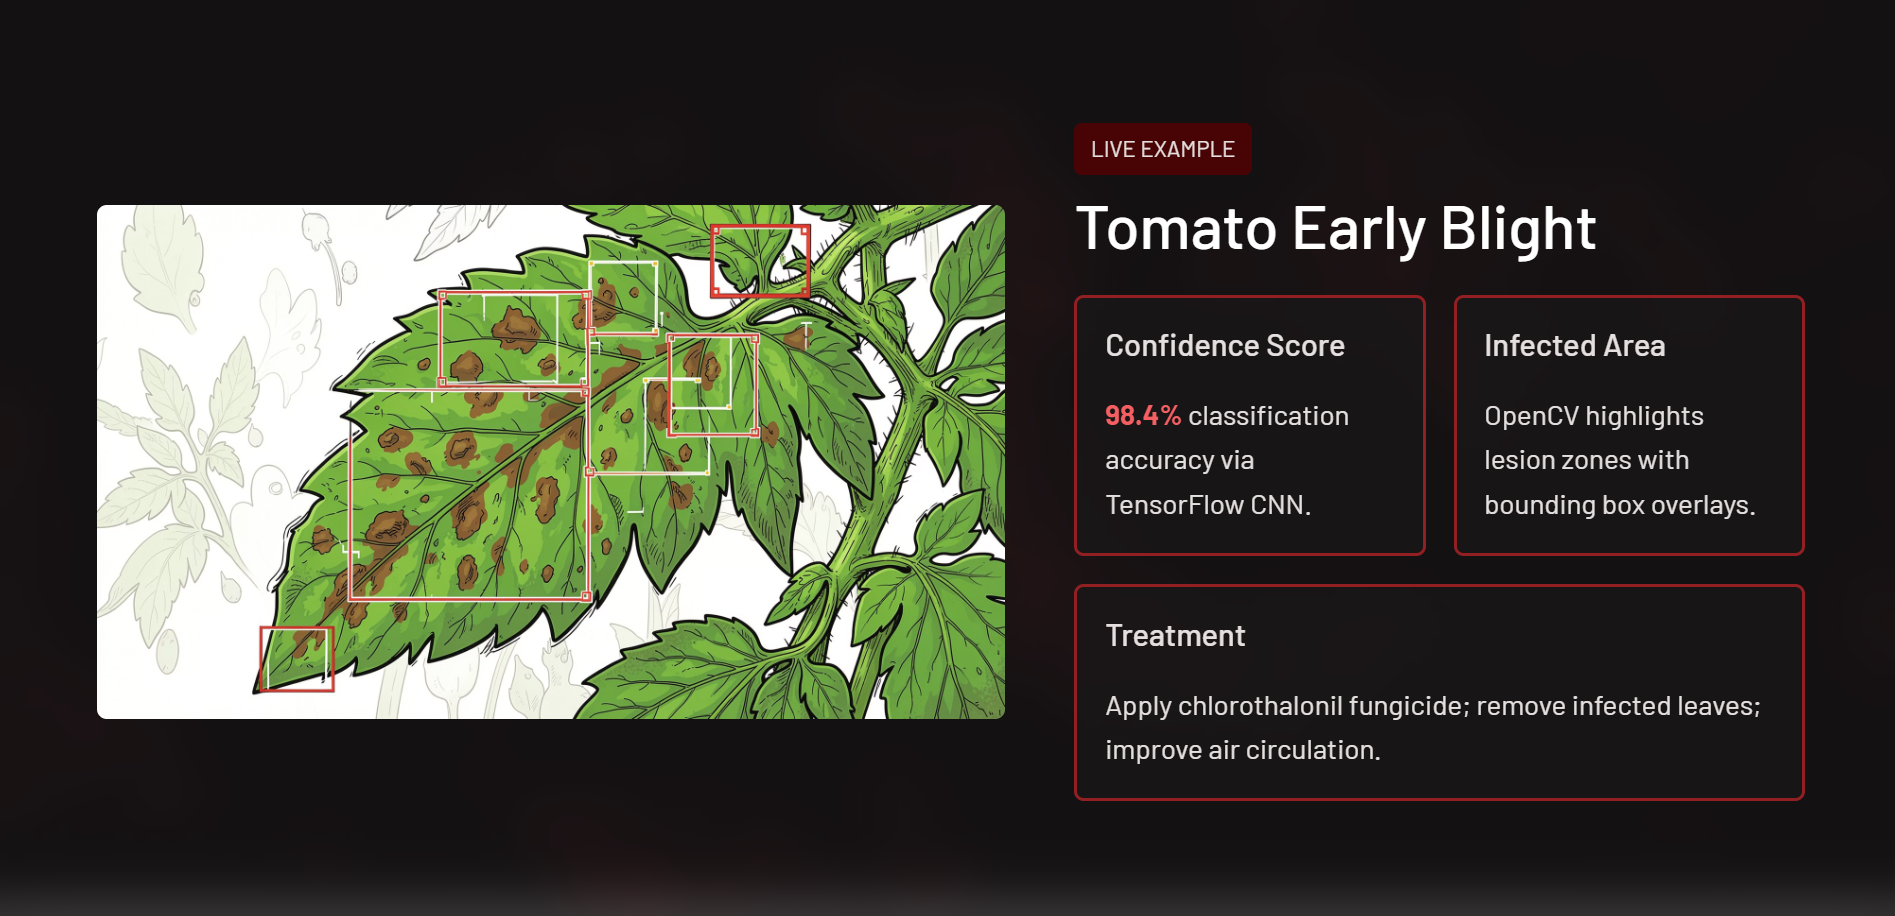 LIVE EXAMPLE
Tomato Early Blight
Confidence Score
98.4% classification
accuracy via
TensorFlow CNN.
Infected Area
OpenCV highlights
lesion zones with
bounding box overlays.
Treatment
Apply chlorothalonil fungicide; remove infected leaves;
improve air circulation.